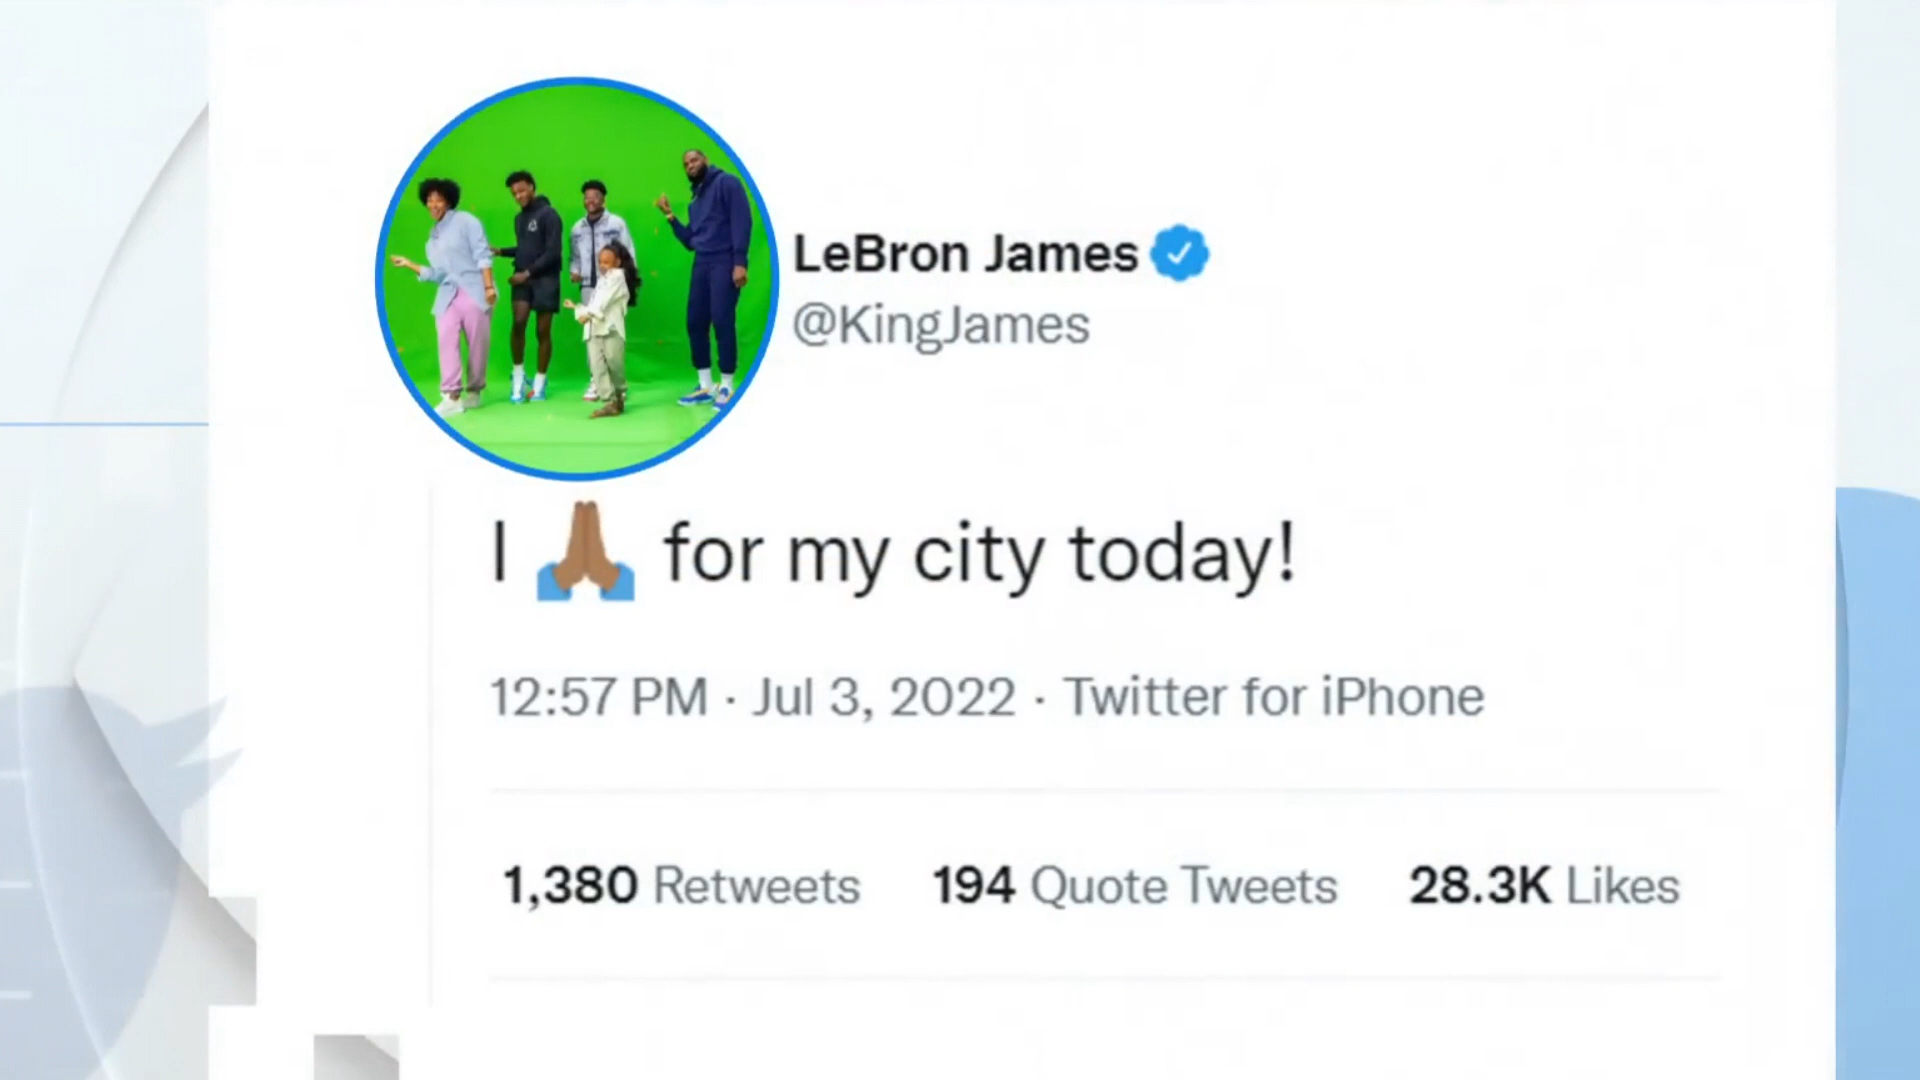 LeBron James
@KingJames
I 🙏🏽 for my city today!
12:57 PM · Jul 3, 2022 · Twitter for iPhone
1,380 Retweets 194 Quote Tweets 28.3K Likes